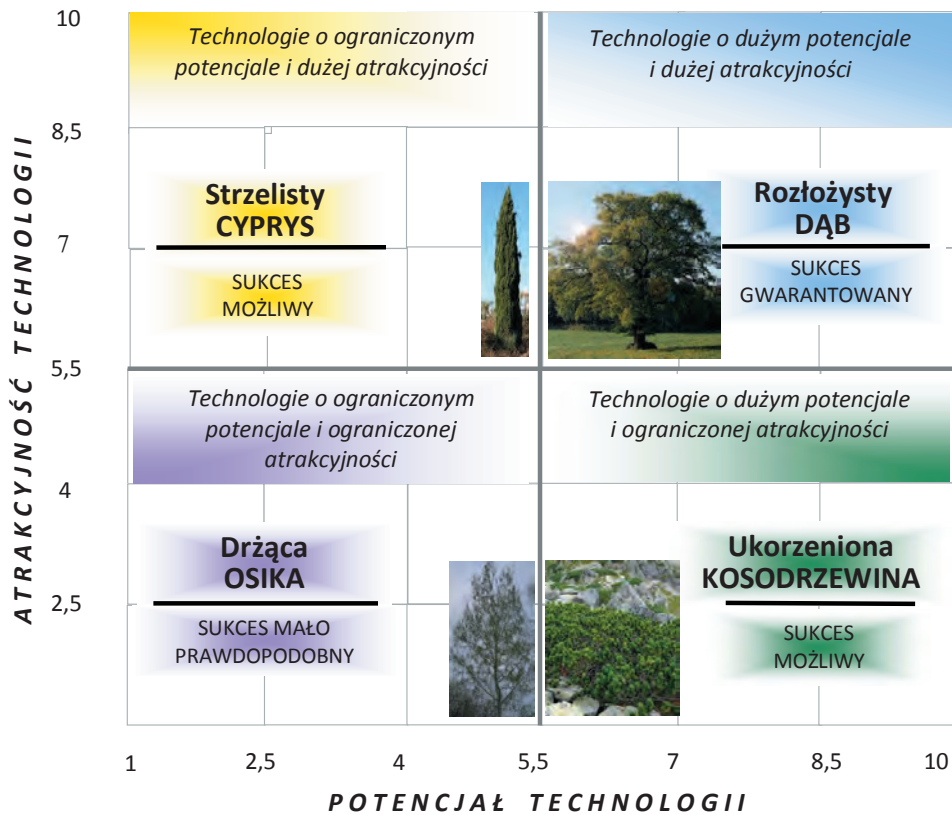 10
Technologie o ograniczonym
potencjale i dużej atrakcyjności
Technologie o dużym potencjale
i dużej atrakcyjności
8,5
Strzelisty
CYPRYS
SUKCES
MOŻLIWY
Rozłożysty
DĄB
SUKCES
GWARANTOWANY
7
5,5
Technologie o ograniczonym
potencjale i ograniczonej
atrakcyjności
Technologie o dużym potencjale
i ograniczonej atrakcyjności
4
Drżąca
OSIKA
SUKCES MAŁO
PRAWDOPODOBNY
Ukorzeniona
KOSODRZEWINA
SUKCES
MOŻLIWY
2,5
ATRAKCYJNOŚĆ TECHNOLOGII
1 2,5 4 5,5 7 8,5 10
POTENCJAŁ TECHNOLOGII